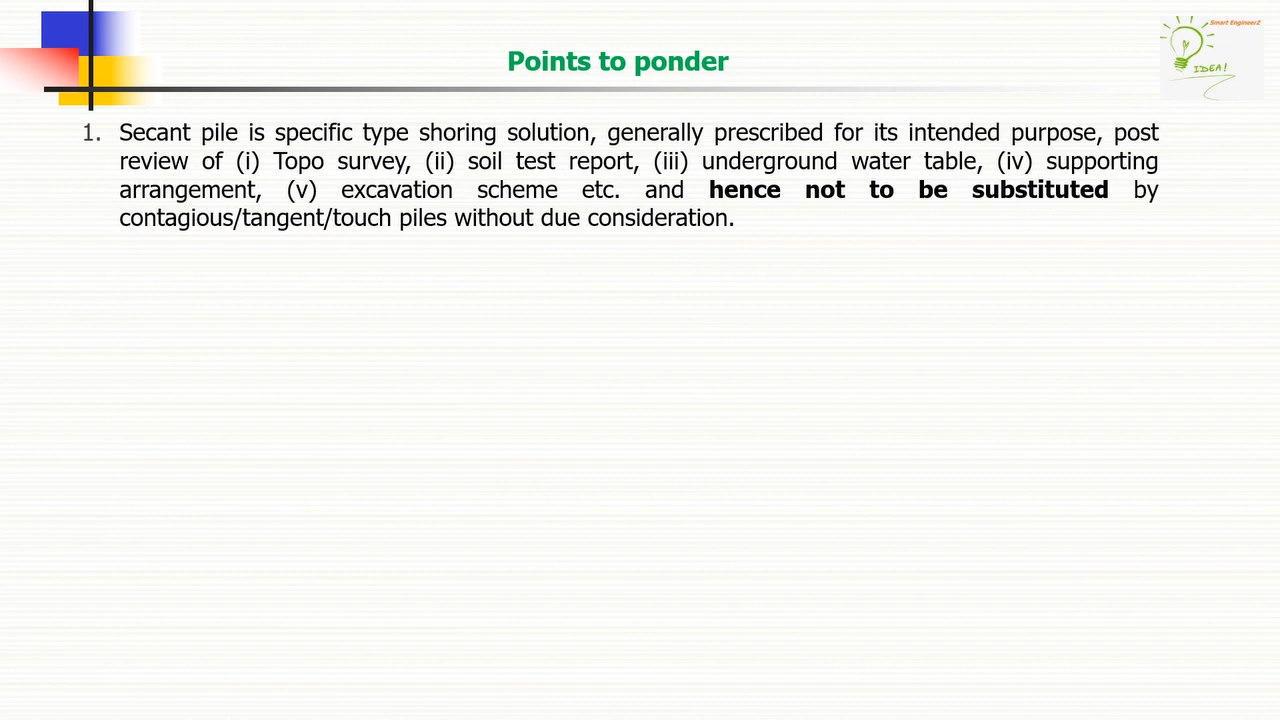 Smart EngineerZ
Points to ponder
IDEA!
1. Secant pile is specific type shoring solution, generally prescribed for its intended purpose, post
review of (i) Topo survey, (ii) soil test report, (iii) underground water table, (iv) supporting
arrangement, (v) excavation scheme etc. and hence not to be substituted by
contagious/tangent/touch piles without due consideration.